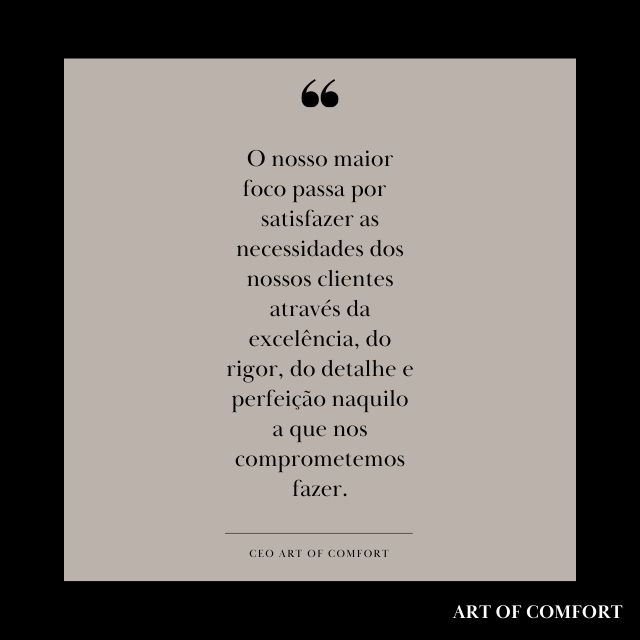 “
O nosso maior
foco passa por
satisfazer as
necessidades dos
nossos clientes
através da
excelência, do
rigor, do detalhe e
perfeição naquilo
a que nos
comprometemos
fazer.
CEO ART OF COMFORT
ART OF COMFORT